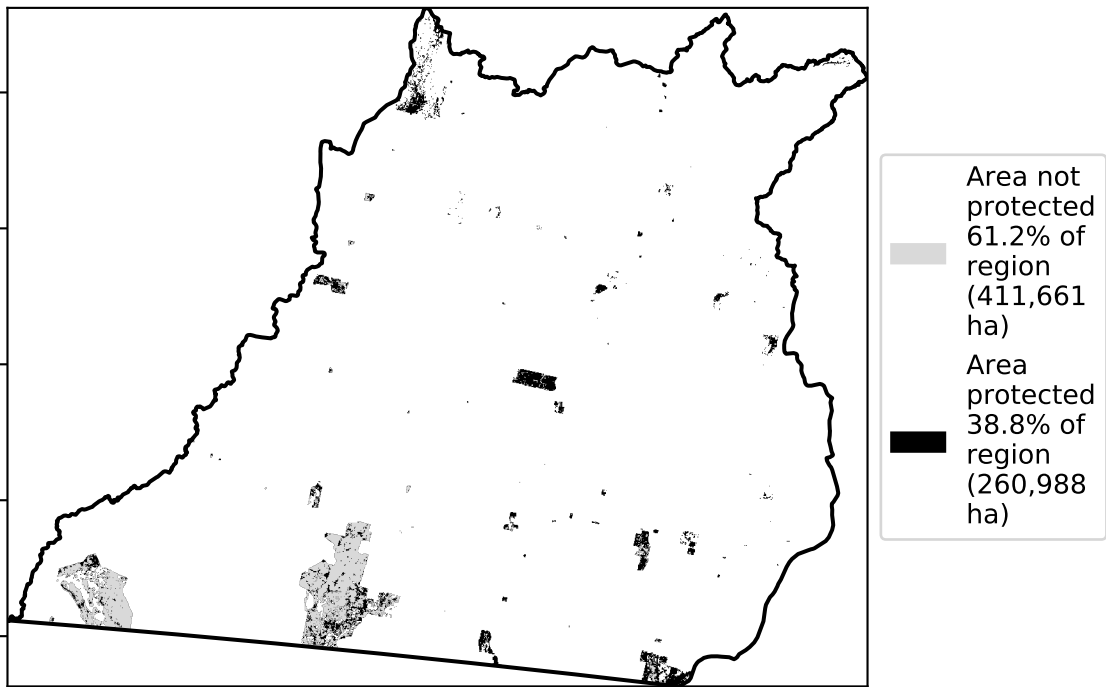 Area not
protected
61.2% of
region
(411,661
ha)
Area
protected
38.8% of
region
(260,988
ha)